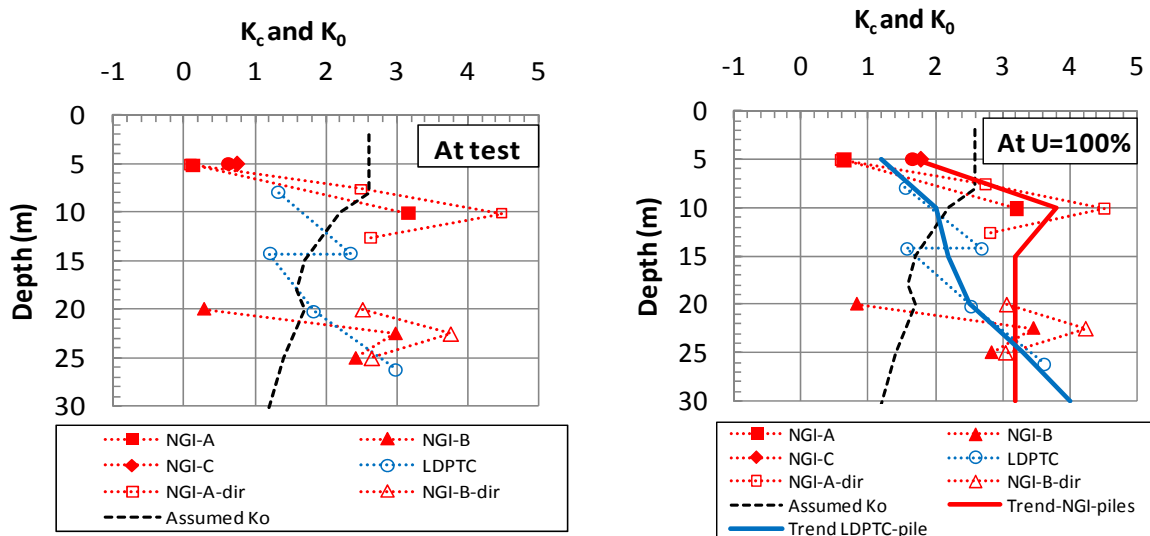 Kc and K0
-1 0 1 2 3 4 5
0
5
10
15
20
25
30
Depth (m)
At test
NGI-A NGI-B
NGI-C LDPTC
NGI-A-dir NGI-B-dir
Assumed Ko
Kc and K0
-1 0 1 2 3 4 5
0
5
10
15
20
25
30
Depth (m)
At U=100%
NGI-A NGI-B
NGI-C LDPTC
NGI-A-dir NGI-B-dir
Assumed Ko Trend-NGI-piles
Trend LDPTC-pile